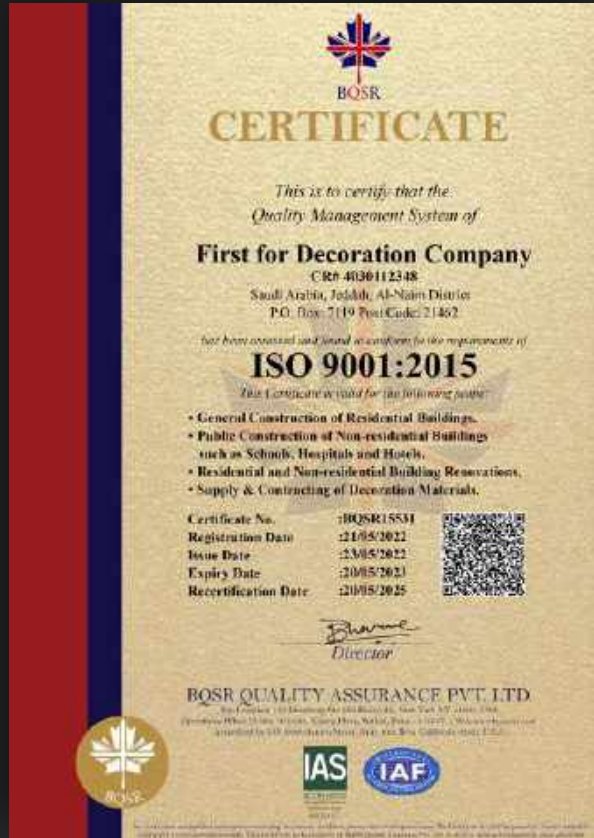 BQSR
CERTIFICATE
This is to certify that the
Quality Management System of
First for Decoration Company
CR# 4030112348
Saudi Arabia, Jeddah, Al-Naim District
P.O. Box: 7119 Post Code: 21462
has been assessed and found to conform to the requirements of
ISO 9001:2015
This Certificate is valid for the following scope:
• General Construction of Residential Buildings.
• Public Construction of Non-residential Buildings
such as Schools, Hospitals and Hotels.
• Residential and Non-residential Building Renovations.
• Supply & Contracting of Decoration Materials.
Certificate No. :BQSR15531
Registration Date :21/05/2022
Issue Date :23/05/2022
Expiry Date :20/05/2023
Recertification Date :20/05/2025
Director
BQSR QUALITY ASSURANCE PVT. LTD
IAS
IAF
BQSR